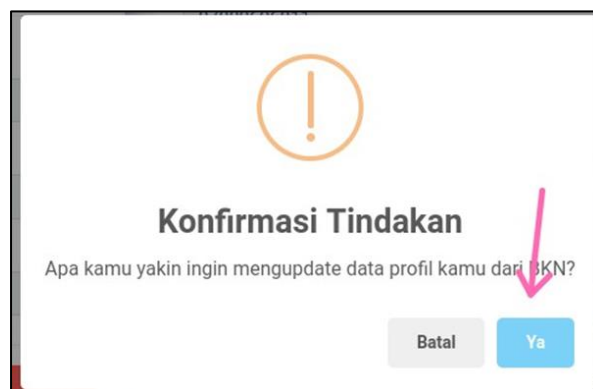 Konfirmasi Tindakan
Apa kamu yakin ingin mengupdate data profil kamu dari BKN?
Batal
Ya